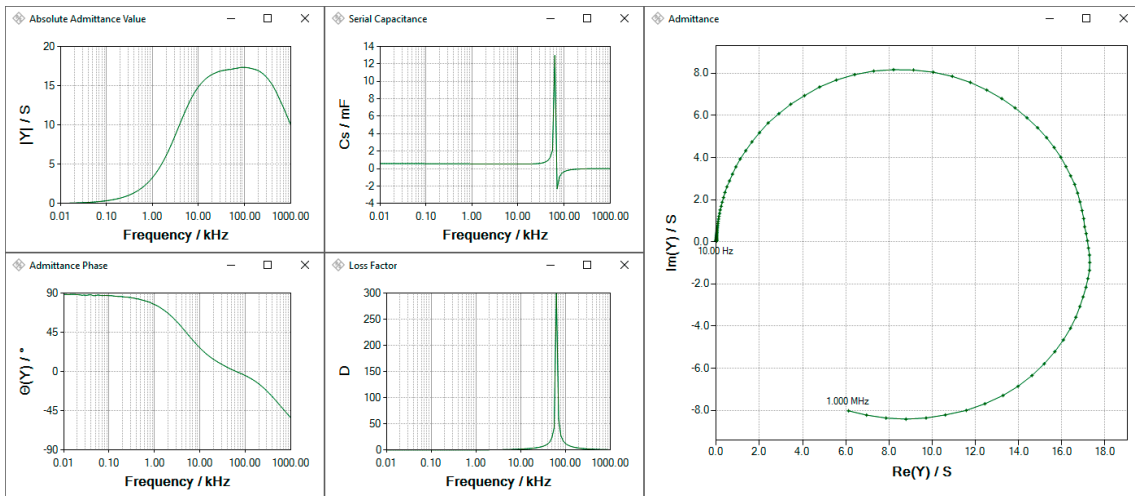 Absolute Admittance Value
20
15
10
5
0
|Y| / S
0.01 0.10 1.00 10.00 100.00 1000.00
Frequency / kHz
Serial Capacitance
14
12
10
8
6
4
2
0
-2
-4
Cs / mF
0.01 0.10 1.00 10.00 100.00 1000.00
Frequency / kHz
Admittance Phase
90
45
0
-45
-90
Θ(Y) / °
0.01 0.10 1.00 10.00 100.00 1000.00
Frequency / kHz
Loss Factor
300
250
200
150
100
50
0
D
0.01 0.10 1.00 10.00 100.00 1000.00
Frequency / kHz
Admittance
8.0
6.0
4.0
2.0
0.0
-2.0
-4.0
-6.0
-8.0
Im(Y) / S
10.00 Hz
1.000 MHz
0.0 2.0 4.0 6.0 8.0 10.0 12.0 14.0 16.0 18.0
Re(Y) / S